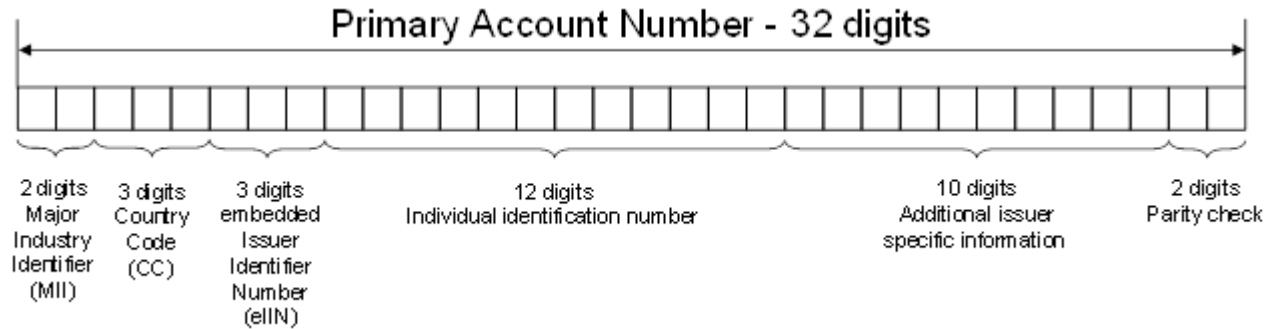 Primary Account Number - 32 digits
2 digits
Major
Industry
Identifier
(MII)
3 digits
Country
Code
(CC)
3 digits
embedded
Issuer
Identifier
Number
(eIIN)
12 digits
Individual identification number
10 digits
Additional issuer
specific information
2 digits
Parity check